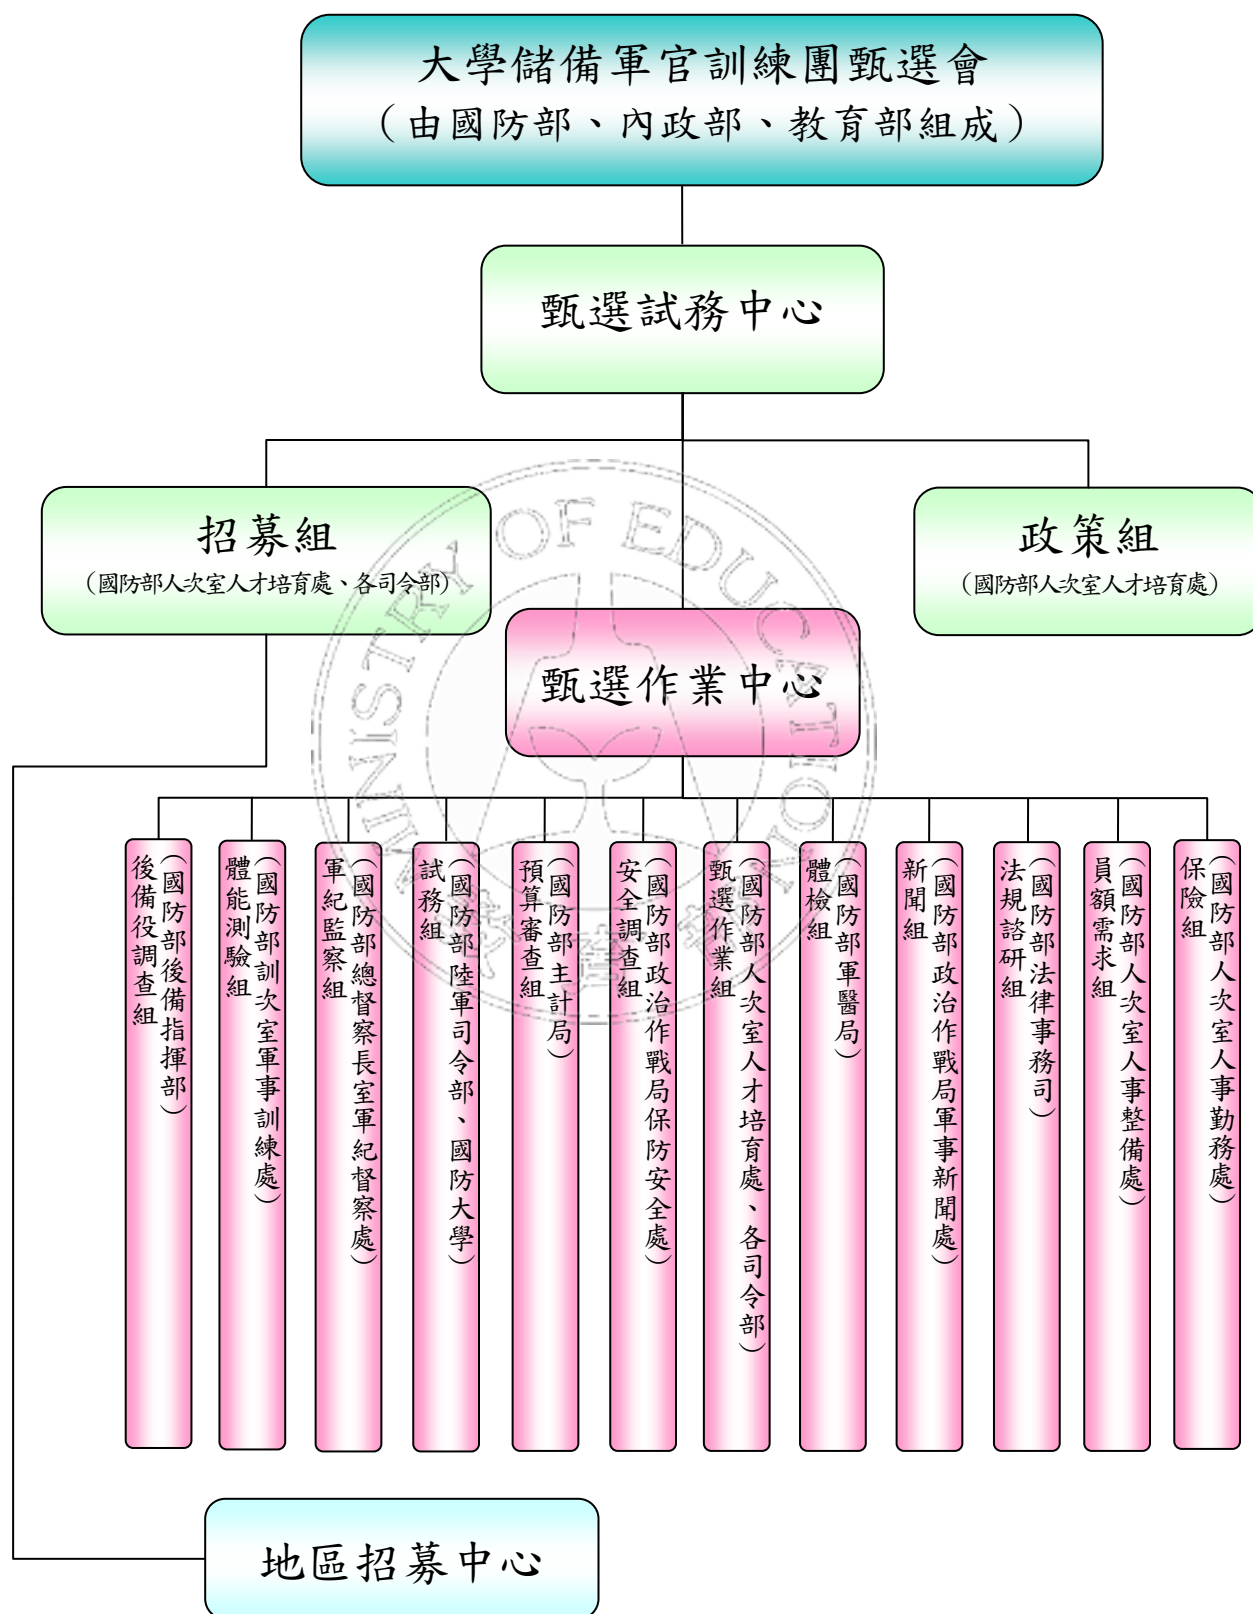 大學儲備軍官訓練團甄選會
（由國防部、內政部、教育部組成）
甄選試務中心
招募組
（國防部人次室人才培育處、各司令部）
政策組
（國防部人次室人才培育處）
甄選作業中心
保險組
（國防部人次室人事勤務處）
員額需求組
（國防部人次室人事整備處）
法規諮研組
（國防部法律事務司）
新聞組
（國防部政治作戰局軍事新聞處）
體檢組
（國防部軍醫局）
甄選作業組
（國防部人次室人才培育處、各司令部）
安全調查組
（國防部政治作戰局保防安全處）
預算審查組
（國防部主計局）
試務組
（國防部陸軍司令部、國防大學）
軍紀監察組
（國防部總督察長室軍紀督察處）
體能測驗組
（國防部訓次室軍事訓練處）
後備役調查組
（國防部後備指揮部）
地區招募中心
MINISTRY OF EDUCATION